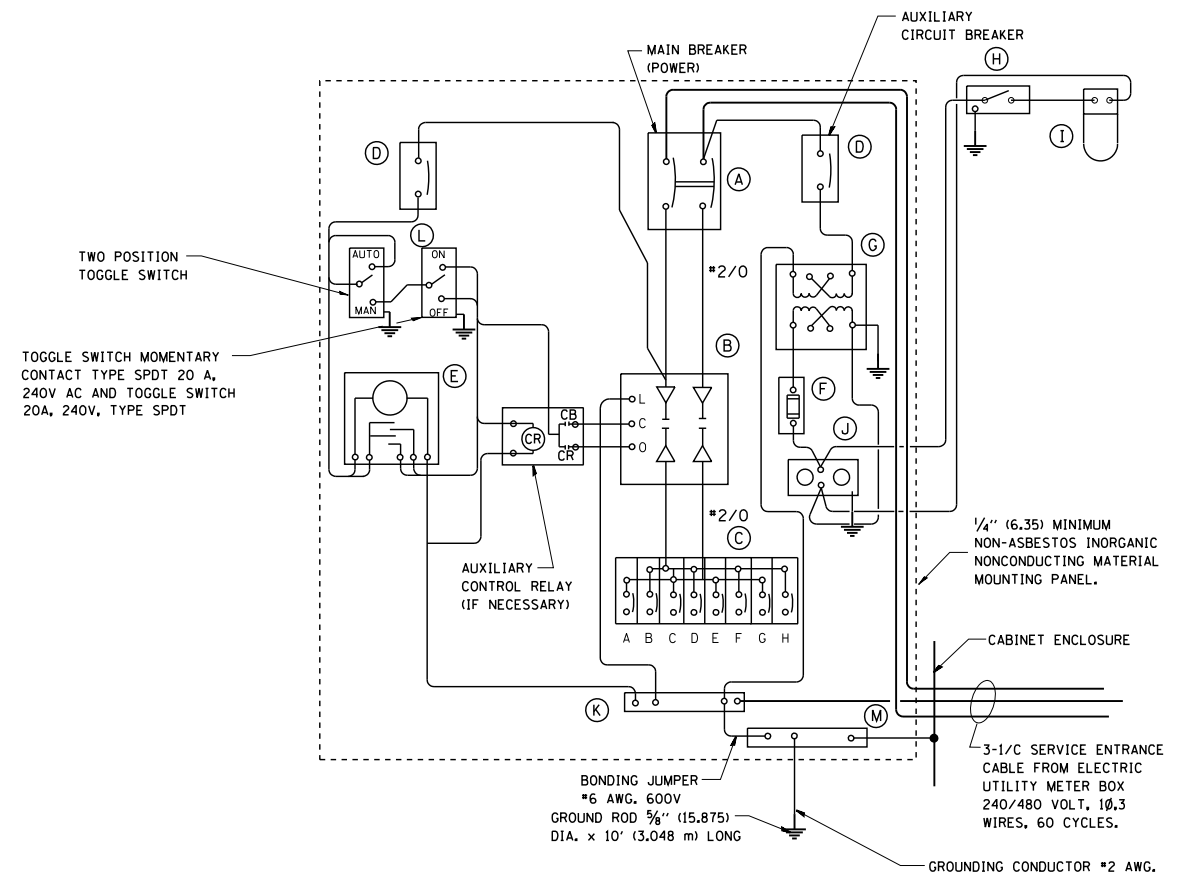 AUXILIARY
CIRCUIT BREAKER
MAIN BREAKER
(POWER)
H
D
A
D
I
L
G
TWO POSITION
TOGGLE SWITCH
AUTO
MAN
ON
OFF
#2/0
TOGGLE SWITCH MOMENTARY
CONTACT TYPE SPDT 20 A,
240V AC AND TOGGLE SWITCH
20A, 240V, TYPE SPDT
B
E
F
L
C
O
CB
CR
CR
J
#2/0
C
1/4'' (6.35) MINIMUM
NON-ASBESTOS INORGANIC
NONCONDUCTING MATERIAL
MOUNTING PANEL.
AUXILIARY
CONTROL RELAY
(IF NECESSARY)
A B C D E F G H
CABINET ENCLOSURE
K
M
3-1/C SERVICE ENTRANCE
CABLE FROM ELECTRIC
UTILITY METER BOX
240/480 VOLT, 1Ø,3
WIRES, 60 CYCLES.
BONDING JUMPER
#6 AWG. 600V
GROUND ROD 5/8'' (15.875)
DIA. x 10' (3.048 m) LONG
GROUNDING CONDUCTOR #2 AWG.